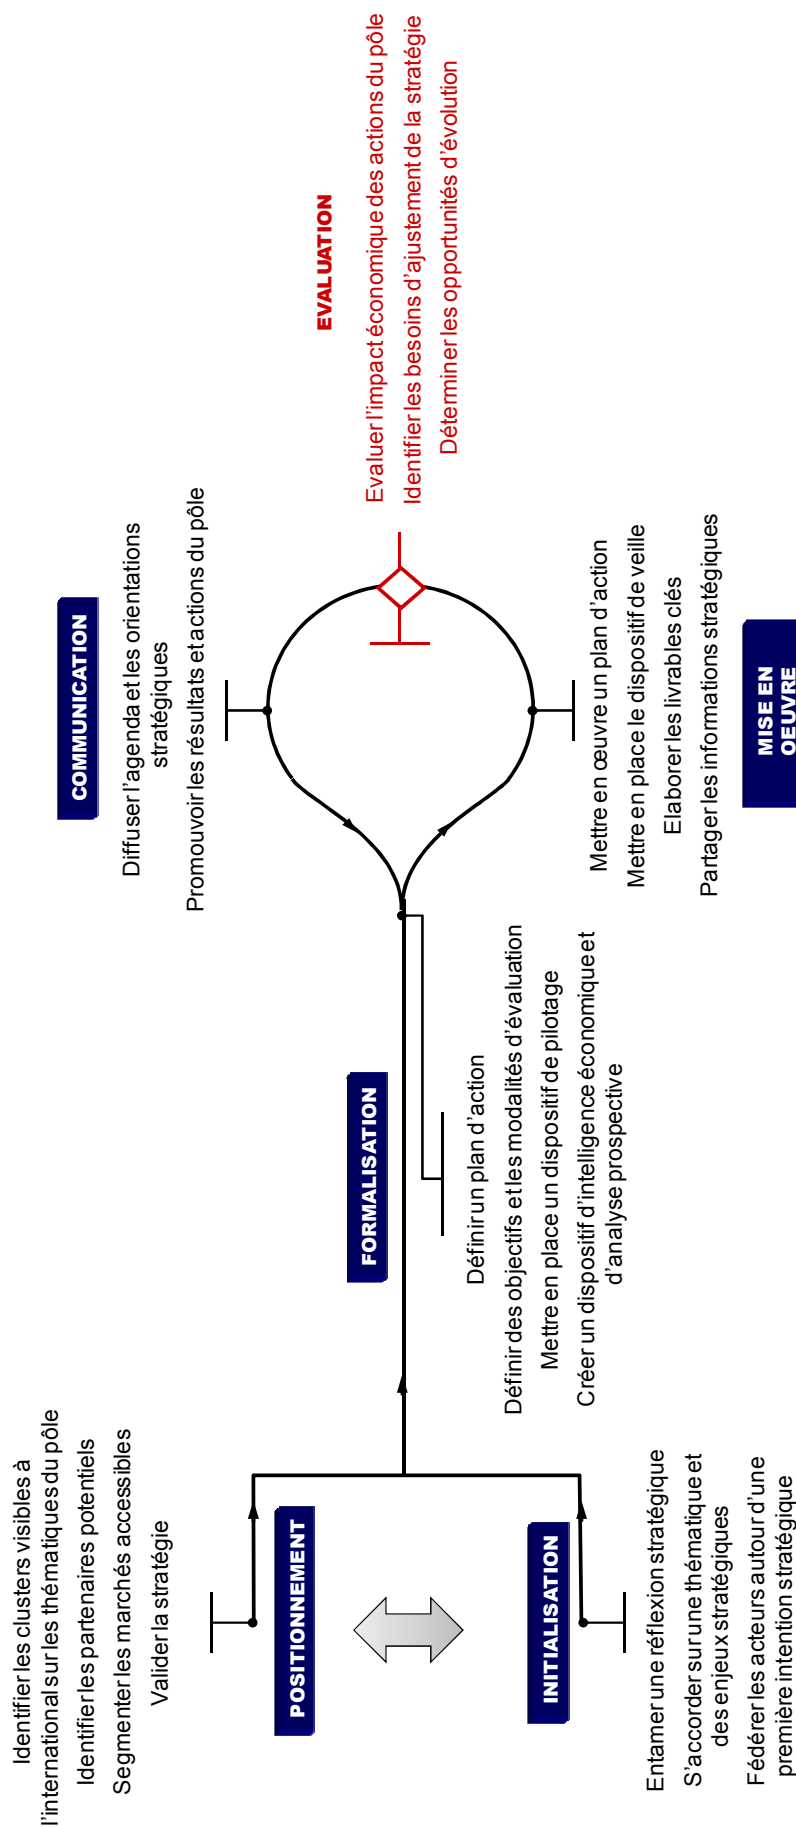 Identifier les clusters visibles à
l'international sur les thématiques du pôle
Identifier les partenaires potentiels
Segmenter les marchés accessibles
Valider la stratégie
POSITIONNEMENT
INITIALISATION
Entamer une réflexion stratégique
S'accorder sur une thématique et
des enjeux stratégiques
Fédérer les acteurs autour d'une
première intention stratégique
FORMALISATION
Définir un plan d'action
Définir des objectifs et les modalités d'évaluation
Mettre en place un dispositif de pilotage
Créer un dispositif d'intelligence économique et
d'analyse prospective
COMMUNICATION
Diffuser l'agenda et les orientations
stratégiques
Promouvoir les résultats et actions du pôle
Mettre en œuvre un plan d'action
Mettre en place le dispositif de veille
Elaborer les livrables clés
Partager les informations stratégiques
MISE EN
OEUVRE
EVALUATION
Evaluer l'impact économique des actions du pôle
Identifier les besoins d'ajustement de la stratégie
Déterminer les opportunités d'évolution